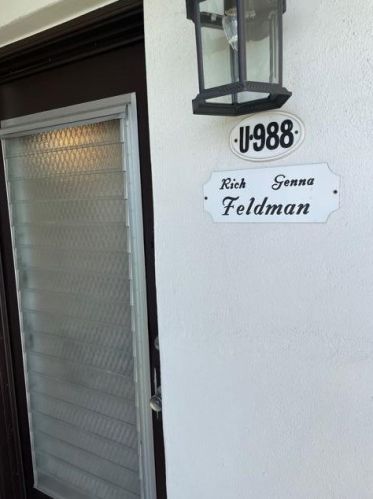 U-988
Rich Genna
Feldman